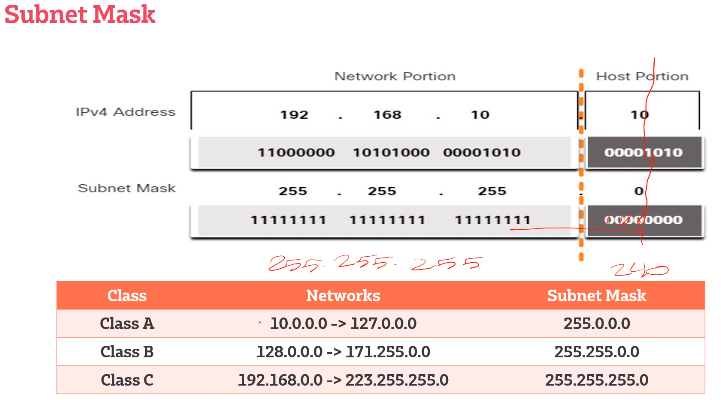 Subnet Mask
Network Portion Host Portion
IPv4 Address 192 . 168 . 10 . 10
11000000 10101000 00001010 00001010
Subnet Mask 255 . 255 . 255 . 0
11111111 11111111 11111111 00000000
255. 255. 255 240
Class Networks Subnet Mask
Class A 10.0.0.0 -> 127.0.0.0 255.0.0.0
Class B 128.0.0.0 -> 171.255.0.0 255.255.0.0
Class C 192.168.0.0 -> 223.255.255.0 255.255.255.0